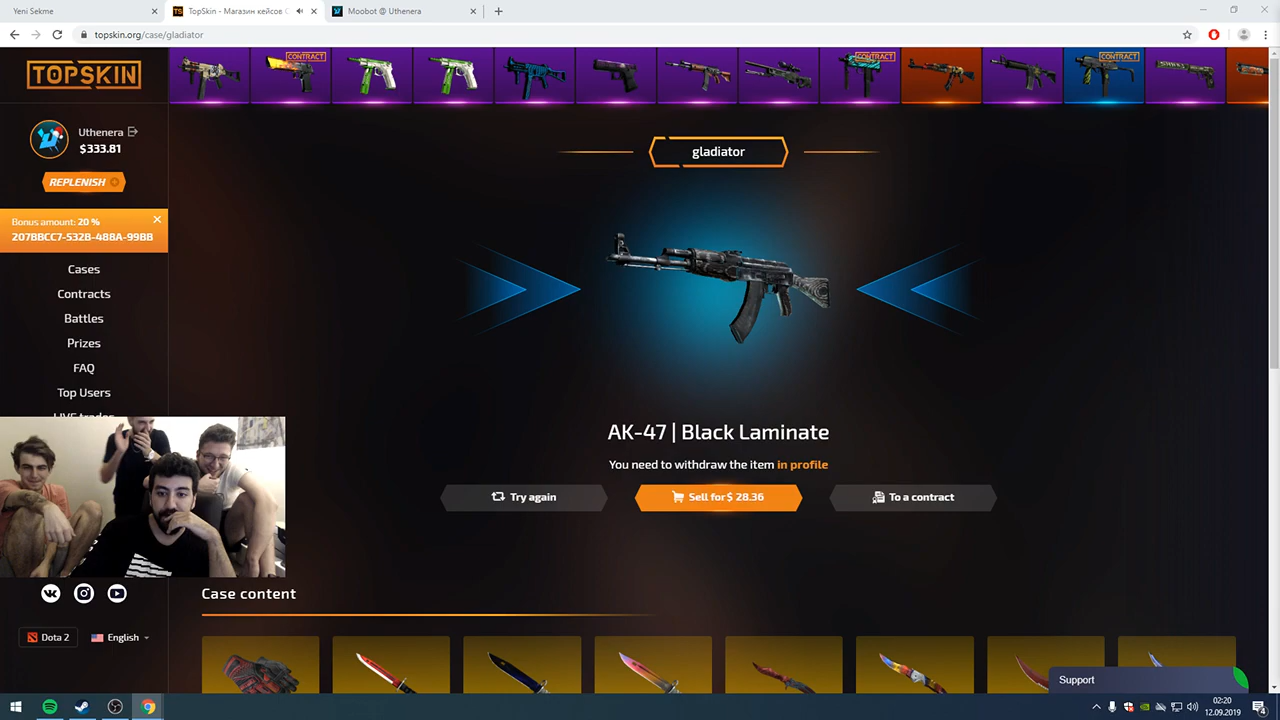 Yeni Sekme
TopSkin - Магазин кейсов C
Moobot @ Uthenera
topskin.org/case/gladiator
TOPSKIN
CONTRACT
CONTRACT
CONTRACT
Uthenera
$333.81
REPLENISH
Bonus amount: 20 %
207BBCC7-532B-488A-99BB
Cases
Contracts
Battles
Prizes
FAQ
Top Users
LIVE trades
Dota 2
English
gladiator
AK-47 | Black Laminate
You need to withdraw the item in profile
Try again
Sell for $ 28.36
To a contract
Case content
Support
02:20
12.09.2019
4